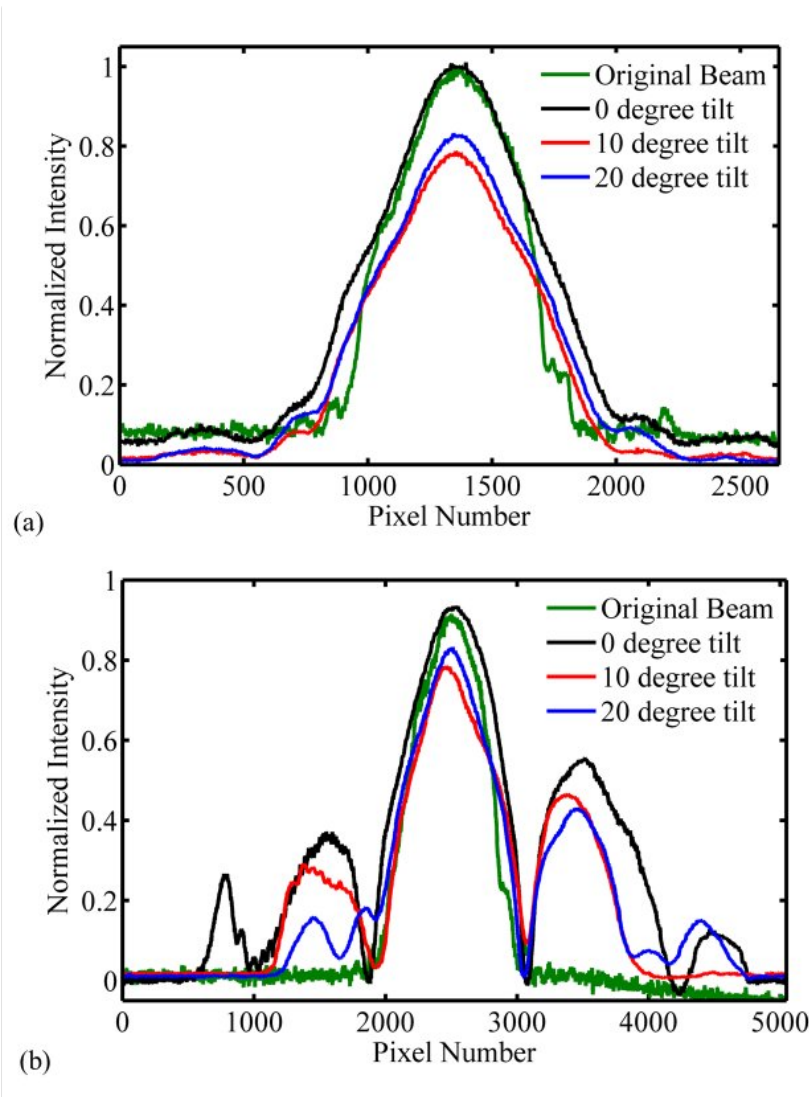 1
0.8
0.6
0.4
0.2
0
Normalized Intensity
Original Beam
0 degree tilt
10 degree tilt
20 degree tilt
0 500 1000 1500 2000 2500
Pixel Number
(a)
1
0.8
0.6
0.4
0.2
0
Normalized Intensity
Original Beam
0 degree tilt
10 degree tilt
20 degree tilt
0 1000 2000 3000 4000 5000
Pixel Number
(b)